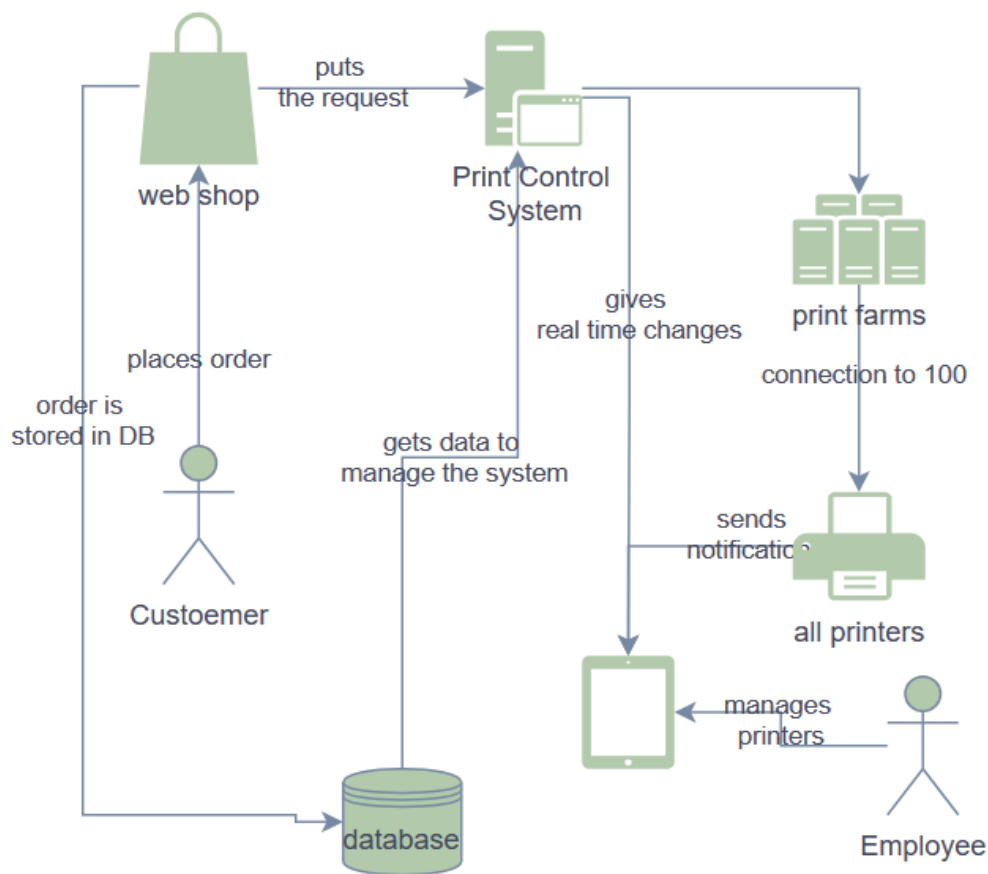 puts
the request
web shop
Print Control
System
gives
real time changes
print farms
places order
connection to 100
order is
stored in DB
gets data to
manage the system
sends
notification
Custoemer
all printers
manages
printers
database
Employee